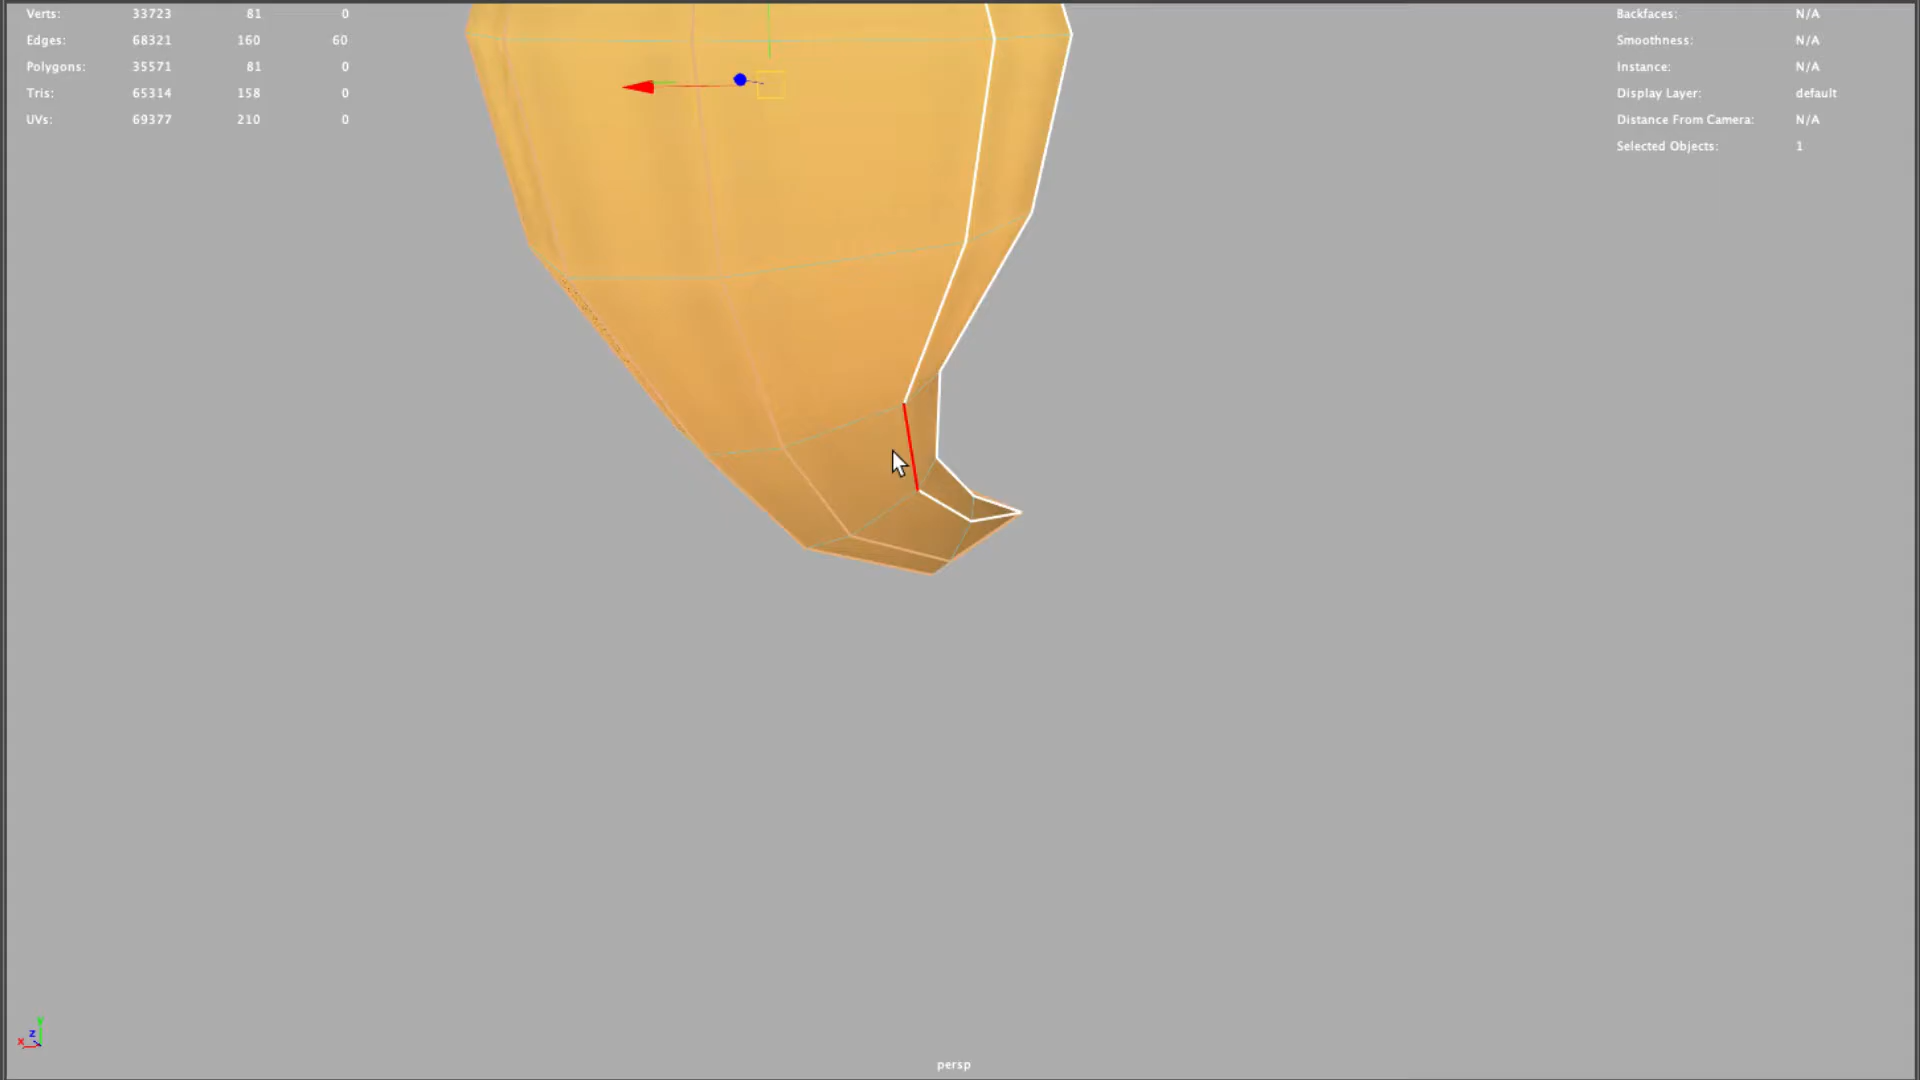 Verts: 33723 81 0
Edges: 68321 160 60
Polygons: 35571 81 0
Tris: 65314 158 0
UVs: 69377 210 0
Backfaces: N/A
Smoothness: N/A
Instance: N/A
Display Layer: default
Distance From Camera: N/A
Selected Objects: 1
y
z
x
persp